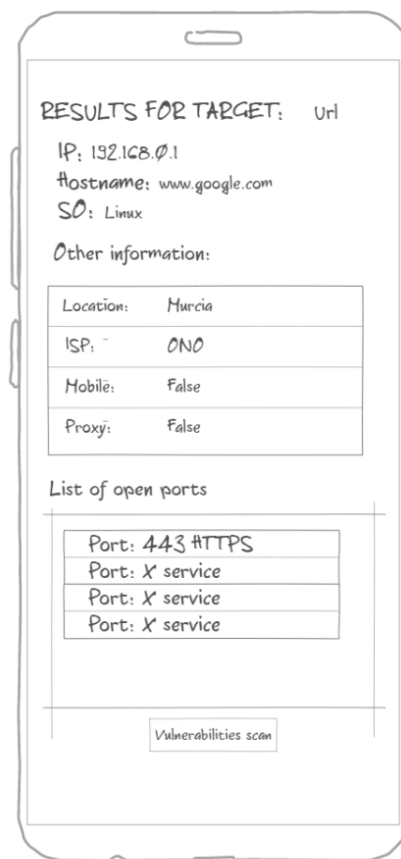 RESULTS FOR TARGET: Url
IP: 192.168.0.1
Hostname: www.google.com
SO: Linux
Other information:
Location: Murcia
ISP: ONO
Mobile: False
Proxy: False
List of open ports
Port: 443 HTTPS
Port: X service
Port: X service
Port: X service
Vulnerabilities scan